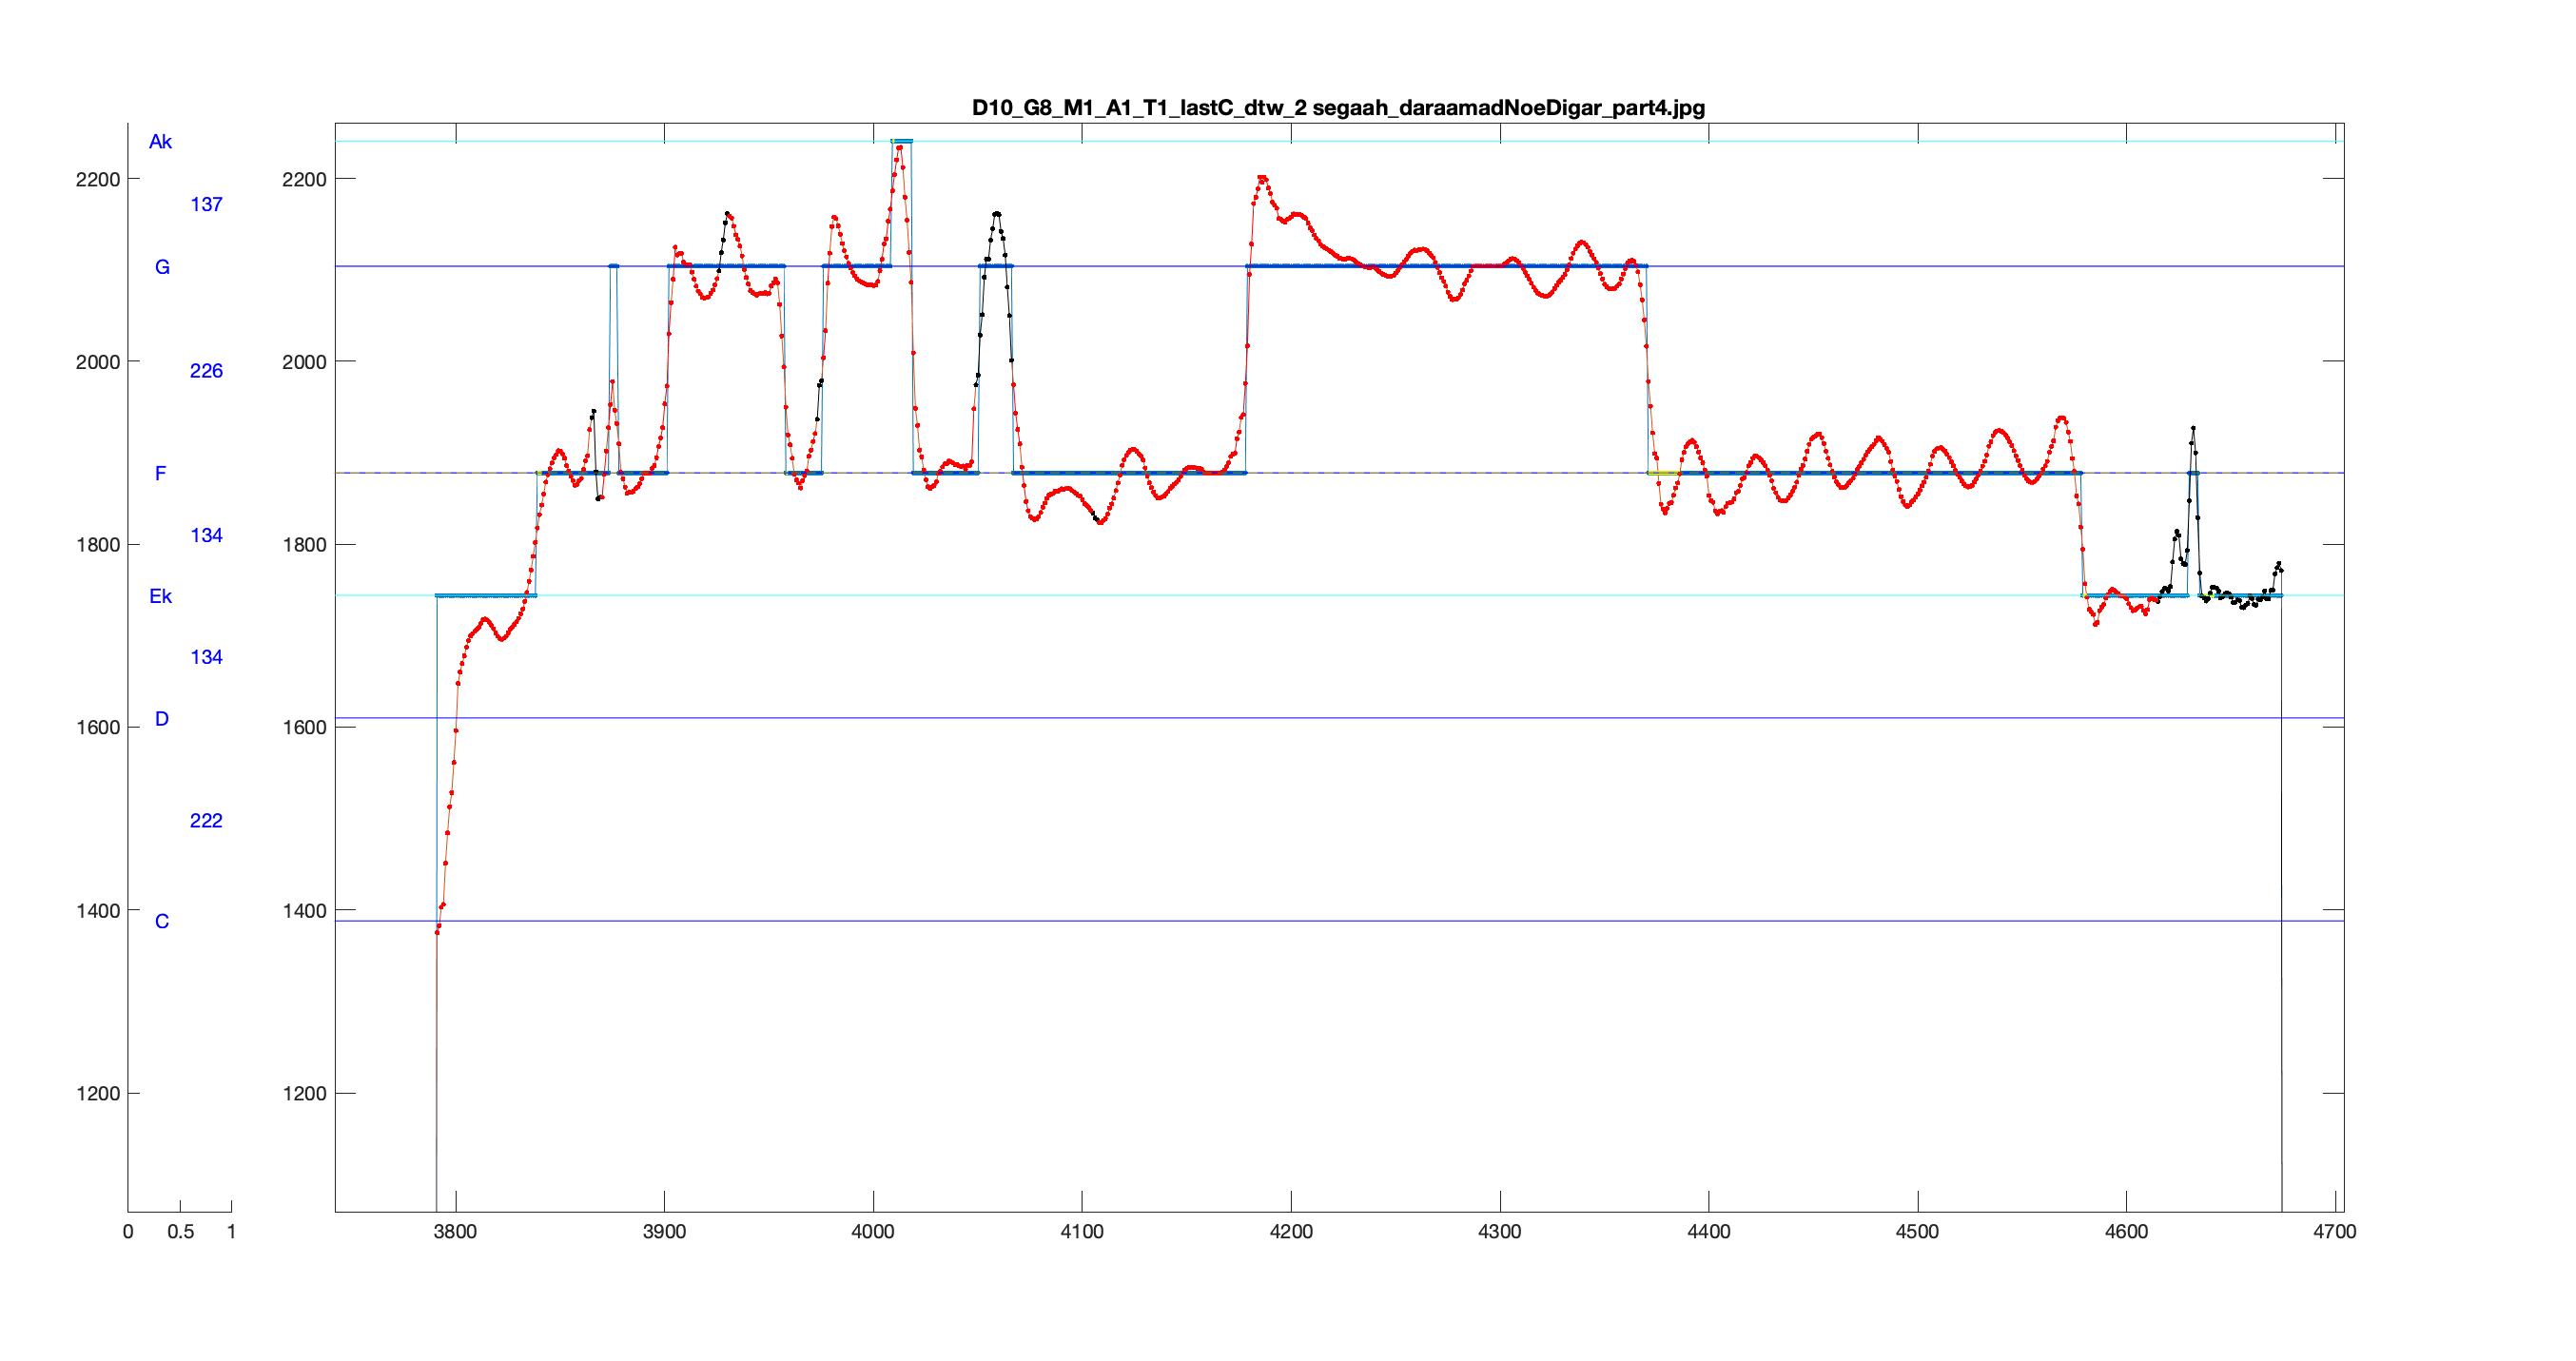 D10_G8_M1_A1_T1_lastC_dtw_2 segaah_daraamadNoeDigar_part4.jpg
Ak
2200 2200
137
G
226
2000 2000
F
134
1800 1800
Ek
134
D
1600 1600
222
1400 1400
C
1200 1200
0 0.5 1 3800 3900 4000 4100 4200 4300 4400 4500 4600 4700